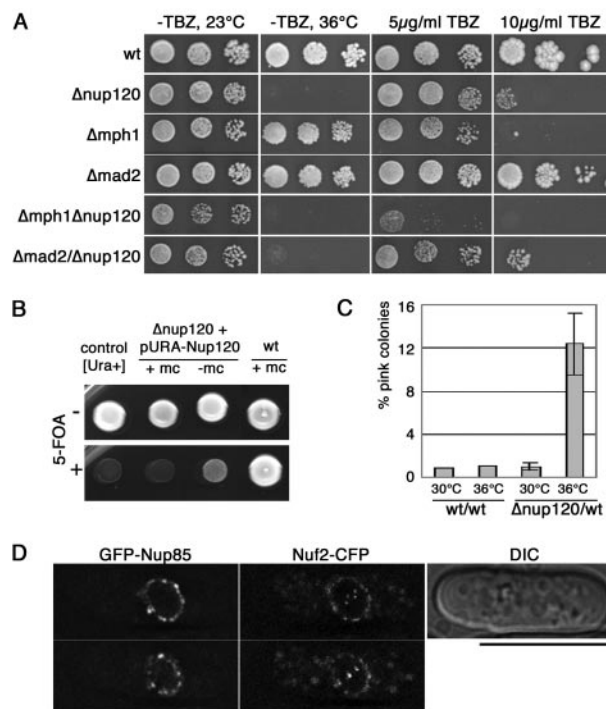 A
-TBZ, 23°C -TBZ, 36°C 5µg/ml TBZ 10µg/ml TBZ
wt
Δnup120
Δmph1
Δmad2
Δmph1Δnup120
Δmad2/Δnup120
B
control
[Ura+]
Δnup120 +
pURA-Nup120
wt
+ mc -mc + mc
5-FOA
-
+
C
% pink colonies
16
12
8
4
0
30°C 36°C 30°C 36°C
wt/wt Δnup120/wt
D
GFP-Nup85 Nuf2-CFP DIC